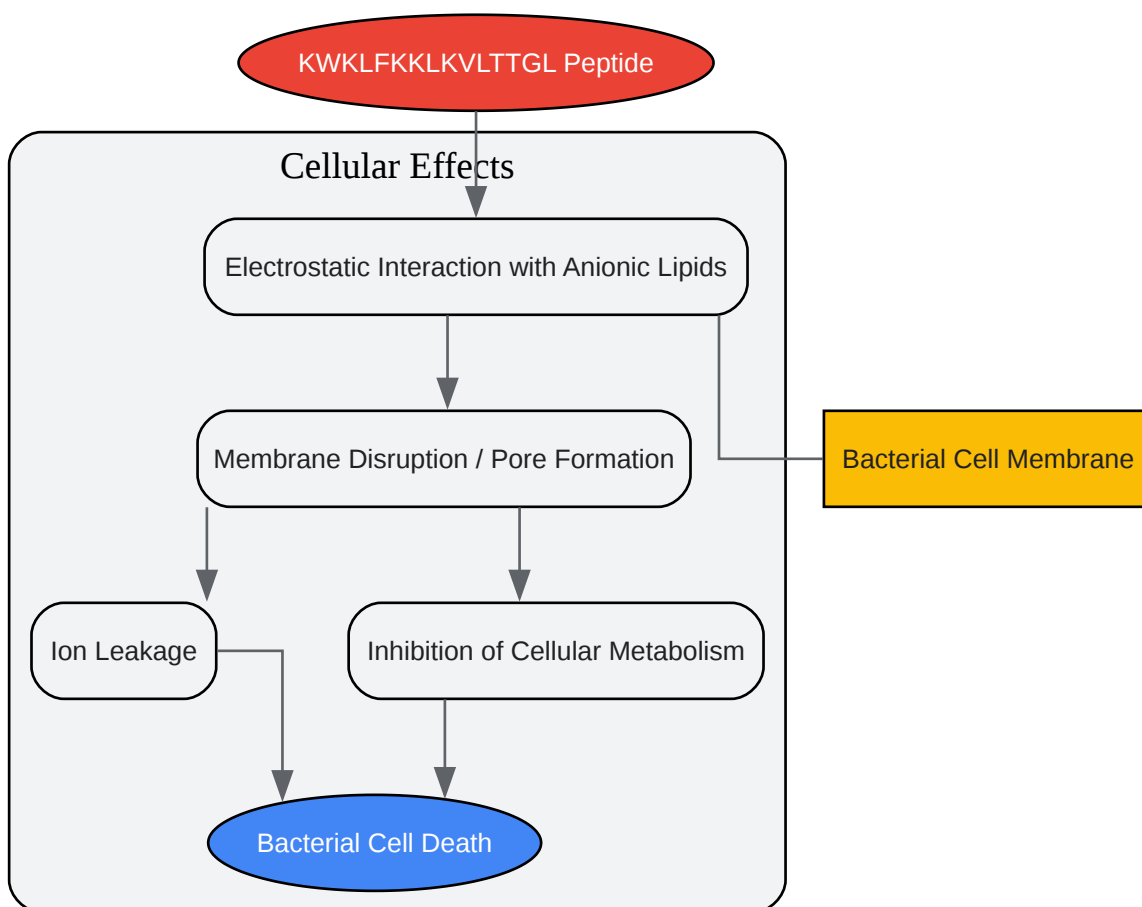 KWKLFKKLKVLTTGL Peptide
Cellular Effects
Electrostatic Interaction with Anionic Lipids
Membrane Disruption / Pore Formation
Bacterial Cell Membrane
Ion Leakage
Inhibition of Cellular Metabolism
Bacterial Cell Death